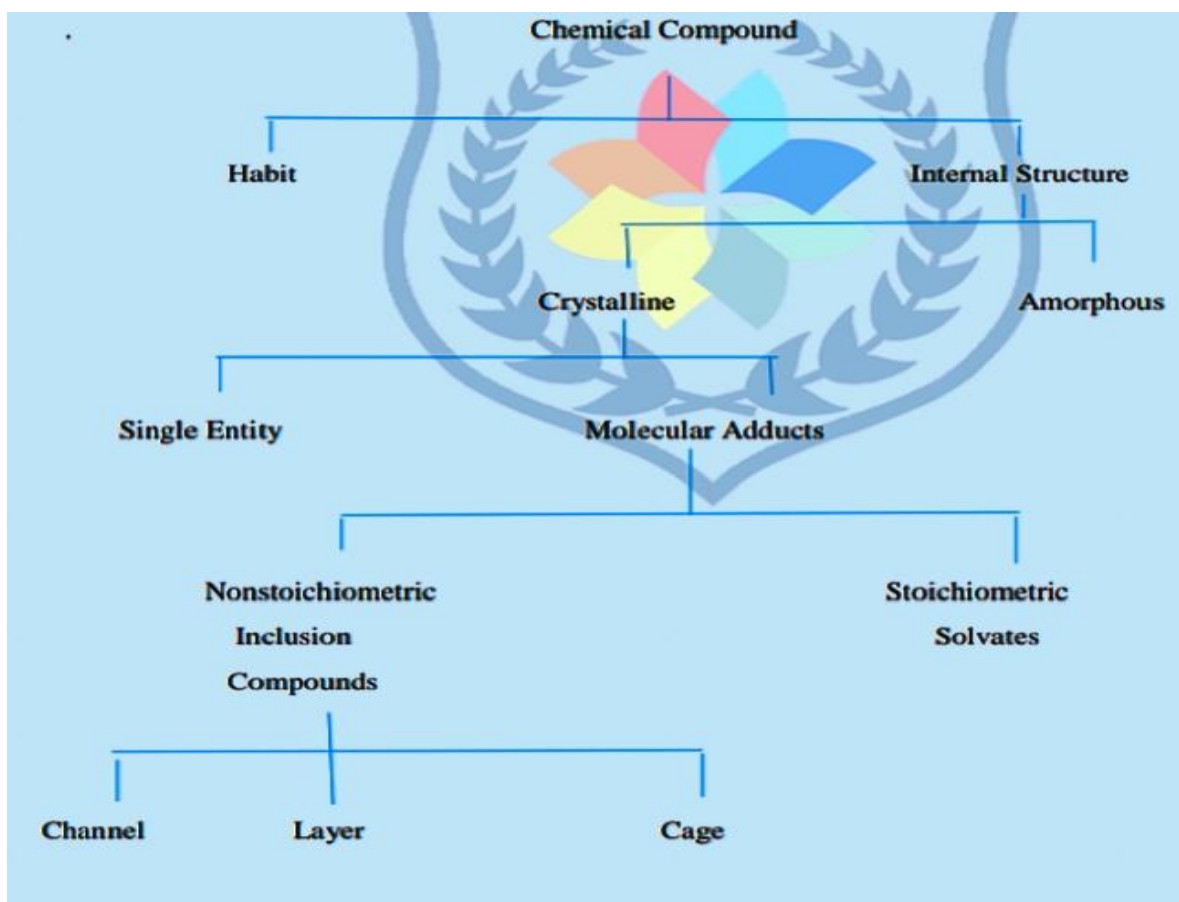 Chemical Compound
Habit
Internal Structure
Crystalline
Amorphous
Single Entity
Molecular Adducts
Nonstoichiometric
Inclusion
Compounds
Stoichiometric
Solvates
Channel
Layer
Cage